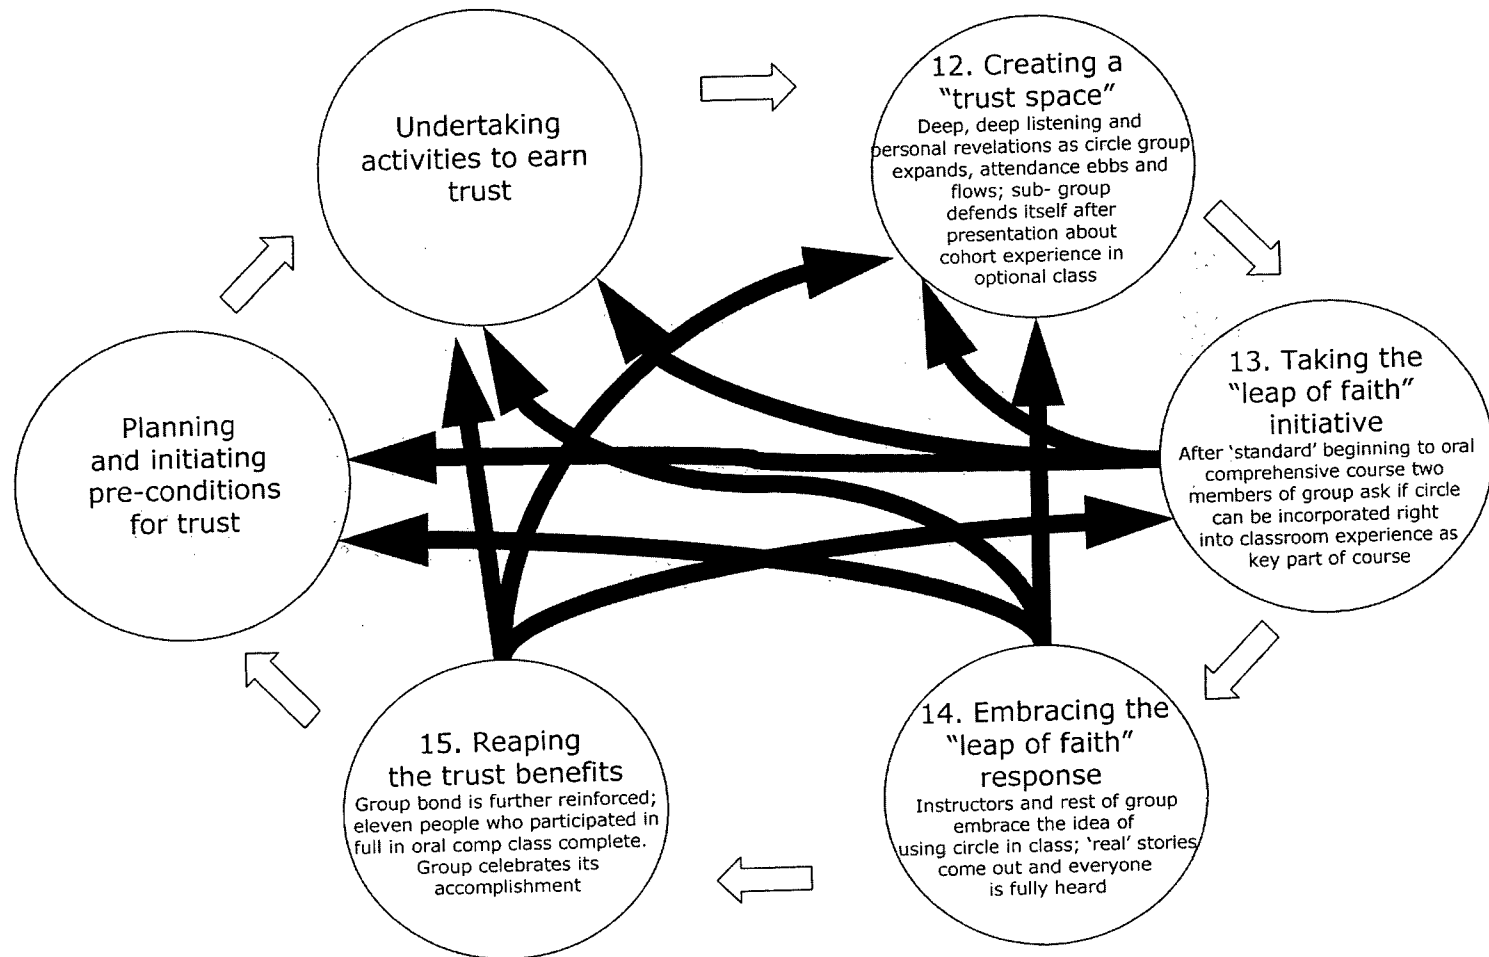 Undertaking
activities to earn
trust
12. Creating a
“trust space”
Deep, deep listening and
personal revelations as circle group
expands, attendance ebbs and
flows; sub- group
defends itself after
presentation about
cohort experience in
optional class
13. Taking the
“leap of faith”
initiative
After ‘standard’ beginning to oral
comprehensive course two
members of group ask if circle
can be incorporated right
into classroom experience as
key part of course
14. Embracing the
“leap of faith”
response
Instructors and rest of group
embrace the idea of
using circle in class; ‘real’ stories
come out and everyone
is fully heard
15. Reaping
the trust benefits
Group bond is further reinforced;
eleven people who participated in
full in oral comp class complete.
Group celebrates its
accomplishment
Planning
and initiating
pre-conditions
for trust